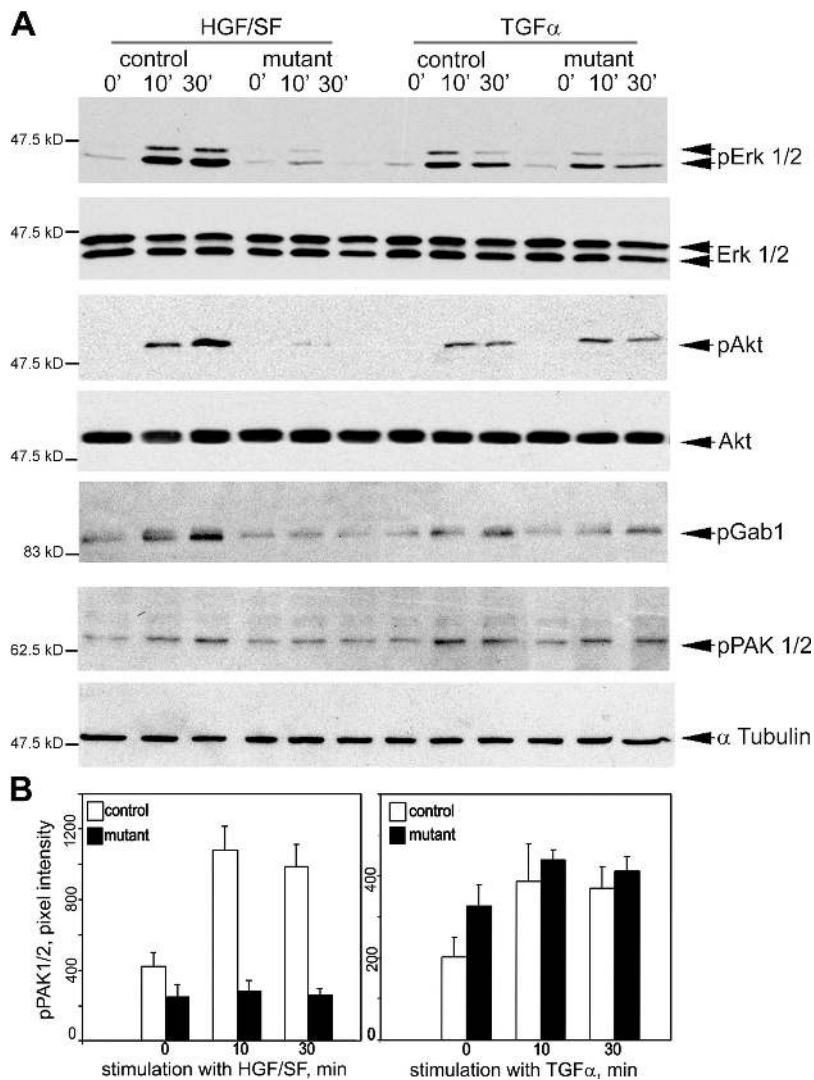 A
HGF/SF TGFα
control mutant control mutant
0' 10' 30' 0' 10' 30' 0' 10' 30' 0' 10' 30'
47.5 kD
pErk 1/2
47.5 kD
Erk 1/2
47.5 kD
pAkt
47.5 kD
Akt
83 kD
pGab1
62.5 kD
pPAK 1/2
47.5 kD
α Tubulin
B
pPAK1/2, pixel intensity
1200
800
400
0
control
mutant
0 10 30
stimulation with HGF/SF, min
400
200
0
control
mutant
0 10 30
stimulation with TGFα, min